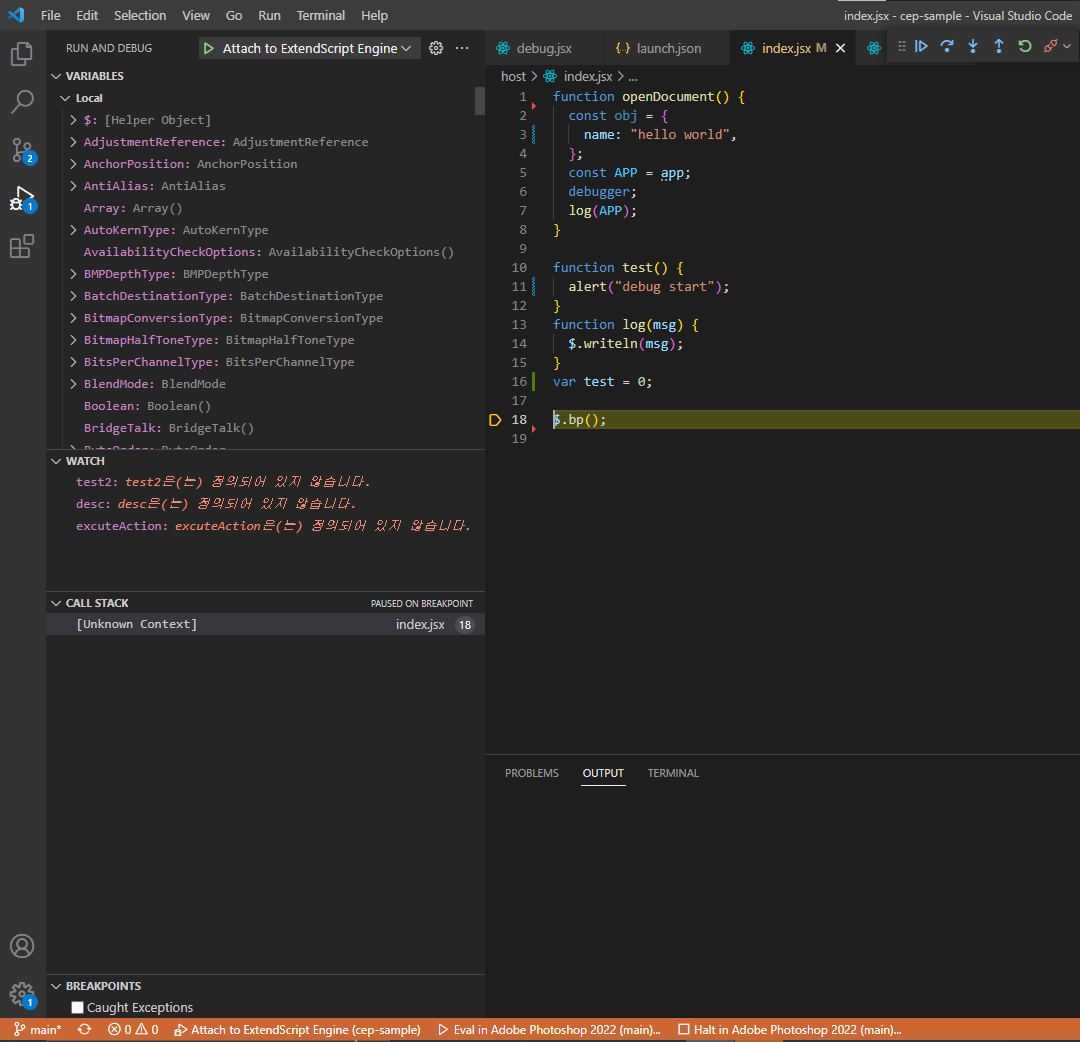 File Edit Selection View Go Run Terminal Help index.jsx - cep-sample - Visual Studio Code
RUN AND DEBUG Attach to ExtendScript Engine ···
VARIABLES
Local
$: [Helper Object]
AdjustmentReference: AdjustmentReference
AnchorPosition: AnchorPosition
AntiAlias: AntiAlias
Array: Array()
AutoKernType: AutoKernType
AvailabilityCheckOptions: AvailabilityCheckOptions()
BMPDepthType: BMPDepthType
BatchDestinationType: BatchDestinationType
BitmapConversionType: BitmapConversionType
BitmapHalfToneType: BitmapHalfToneType
BitsPerChannelType: BitsPerChannelType
BlendMode: BlendMode
Boolean: Boolean()
BridgeTalk: BridgeTalk()
ByteOrder: ByteOrder
WATCH
test2: test2은(는) 정의되어 있지 않습니다.
desc: desc은(는) 정의되어 있지 않습니다.
excuteAction: excuteAction은(는) 정의되어 있지 않습니다.
CALL STACK PAUSED ON BREAKPOINT
[Unknown Context] index.jsx 18
BREAKPOINTS
Caught Exceptions
2
1
1
debug.jsx {} launch.json index.jsx M
host > index.jsx > ...
1 function openDocument() {
2 const obj = {
3 name: "hello world",
4 };
5 const APP = app;
6 debugger;
7 log(APP);
8 }
9
10 function test() {
11 alert("debug start");
12 }
13 function log(msg) {
14 $.writeln(msg);
15 }
16 var test = 0;
17
18 $.bp();
19
PROBLEMS OUTPUT TERMINAL
main* 0 0 Attach to ExtendScript Engine (cep-sample) Eval in Adobe Photoshop 2022 (main)... Halt in Adobe Photoshop 2022 (main)...